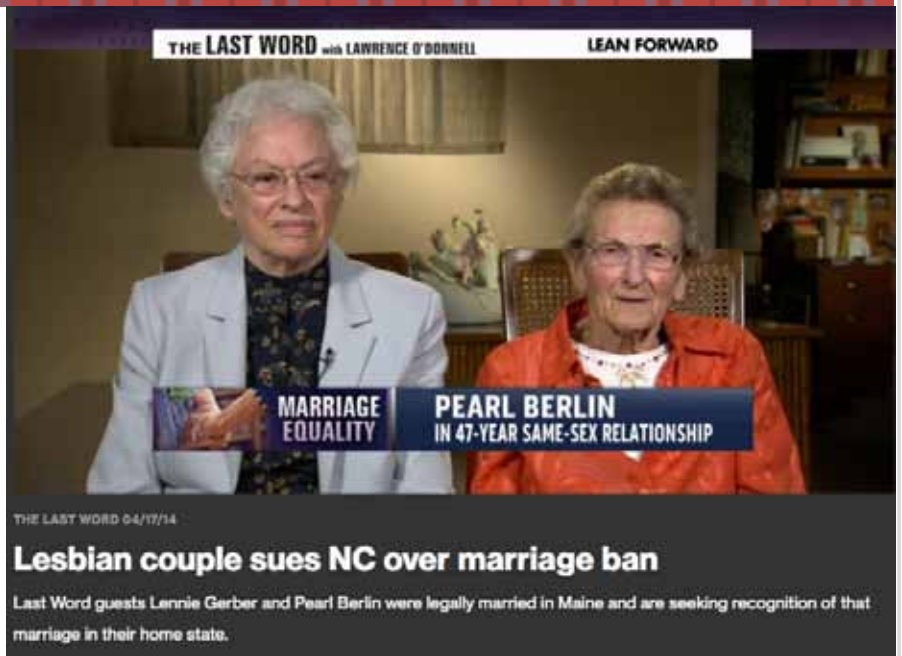 THE LAST WORD with LAWRENCE O'DONNELL LEAN FORWARD
MARRIAGE EQUALITY
PEARL BERLIN
IN 47-YEAR SAME-SEX RELATIONSHIP
THE LAST WORD 04/17/14
Lesbian couple sues NC over marriage ban
Last Word guests Lennie Gerber and Pearl Berlin were legally married in Maine and are seeking recognition of that
marriage in their home state.